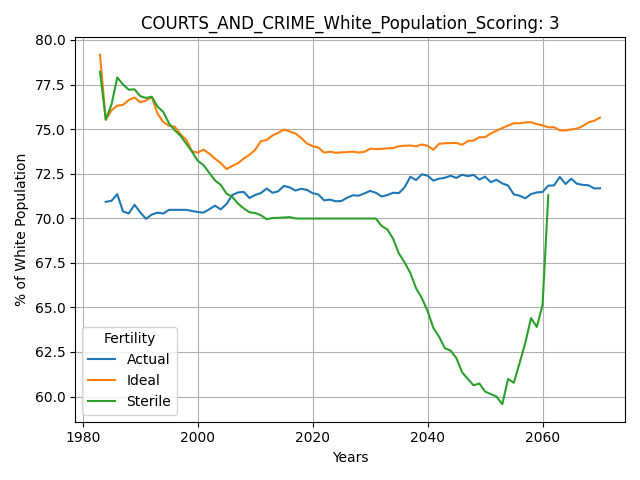 COURTS_AND_CRIME_White_Population_Scoring: 3
80.0
77.5
75.0
72.5
70.0
67.5
65.0
62.5
60.0
% of White Population
Fertility
Actual
Ideal
Sterile
1980
2000
2020
2040
2060
Years